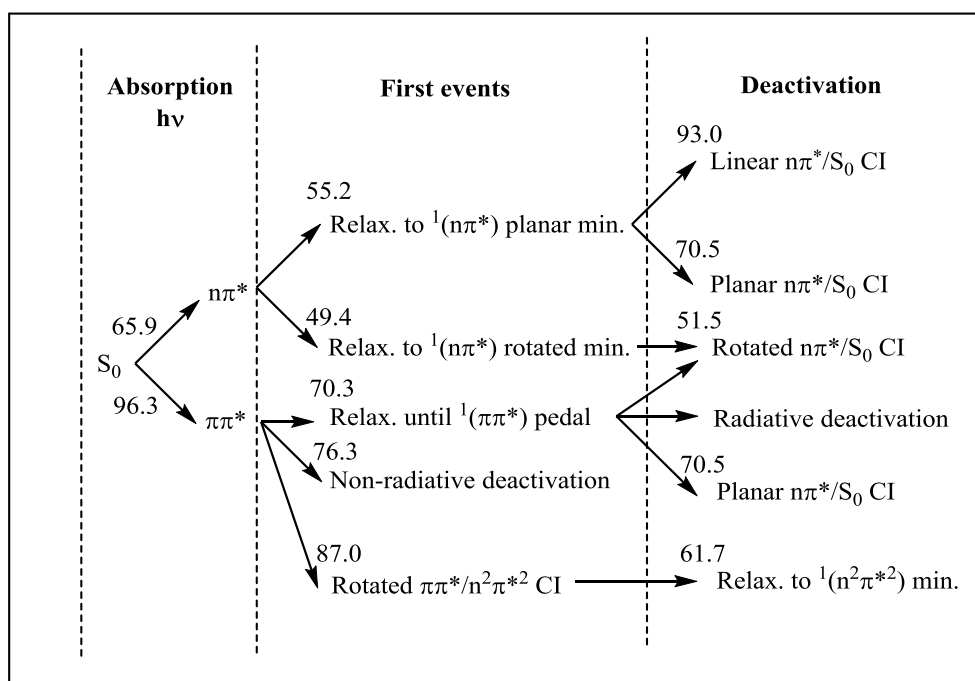 Absorption
hν
First events
Deactivation
93.0
Linear nπ*/S₀ CI
55.2
Relax. to ¹(nπ*) planar min.
70.5
Planar nπ*/S₀ CI
nπ*
65.9
49.4
Relax. to ¹(nπ*) rotated min.
51.5
Rotated nπ*/S₀ CI
S₀
96.3
ππ*
70.3
Relax. until ¹(ππ*) pedal
Radiative deactivation
76.3
Non-radiative deactivation
70.5
Planar nπ*/S₀ CI
87.0
Rotated ππ*/n²π*² CI
61.7
Relax. to ¹(n²π*²) min.